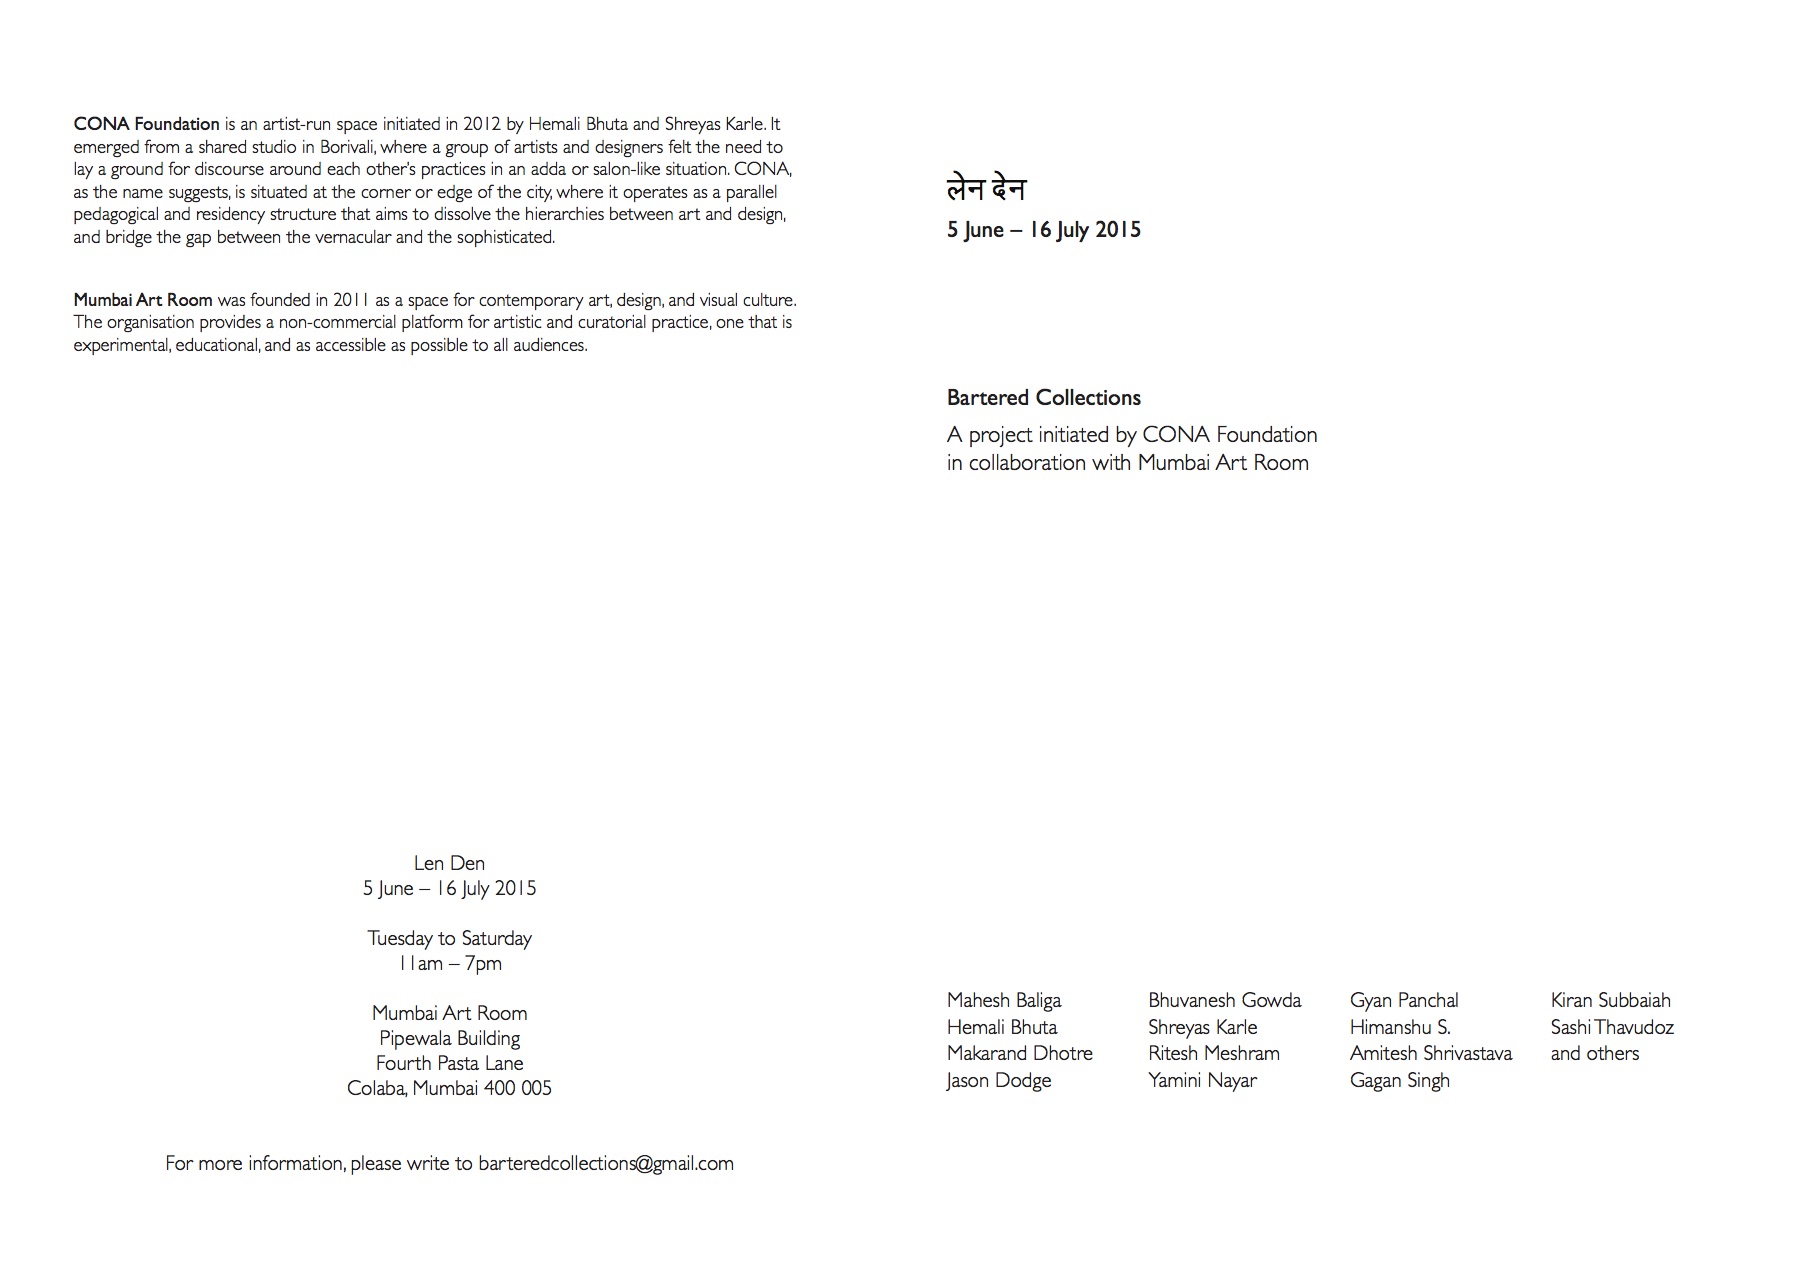 CONA Foundation is an artist-run space initiated in 2012 by Hemali Bhuta and Shreyas Karle. It
emerged from a shared studio in Borivali, where a group of artists and designers felt the need to
lay a ground for discourse around each other's practices in an adda or salon-like situation. CONA,
as the name suggests, is situated at the corner or edge of the city, where it operates as a parallel
pedagogical and residency structure that aims to dissolve the hierarchies between art and design,
and bridge the gap between the vernacular and the sophisticated.
Mumbai Art Room was founded in 2011 as a space for contemporary art, design, and visual culture.
The organisation provides a non-commercial platform for artistic and curatorial practice, one that is
experimental, educational, and as accessible as possible to all audiences.
Len Den
5 June – 16 July 2015
Tuesday to Saturday
11am – 7pm
Mumbai Art Room
Pipewala Building
Fourth Pasta Lane
Colaba, Mumbai 400 005
For more information, please write to barteredcollections@gmail.com
लेन देन
5 June – 16 July 2015
Bartered Collections
A project initiated by CONA Foundation
in collaboration with Mumbai Art Room
Mahesh Baliga
Hemali Bhuta
Makarand Dhotre
Jason Dodge
Bhuvanesh Gowda
Shreyas Karle
Ritesh Meshram
Yamini Nayar
Gyan Panchal
Himanshu S.
Amitesh Shrivastava
Gagan Singh
Kiran Subbaiah
Sashi Thavudoz
and others